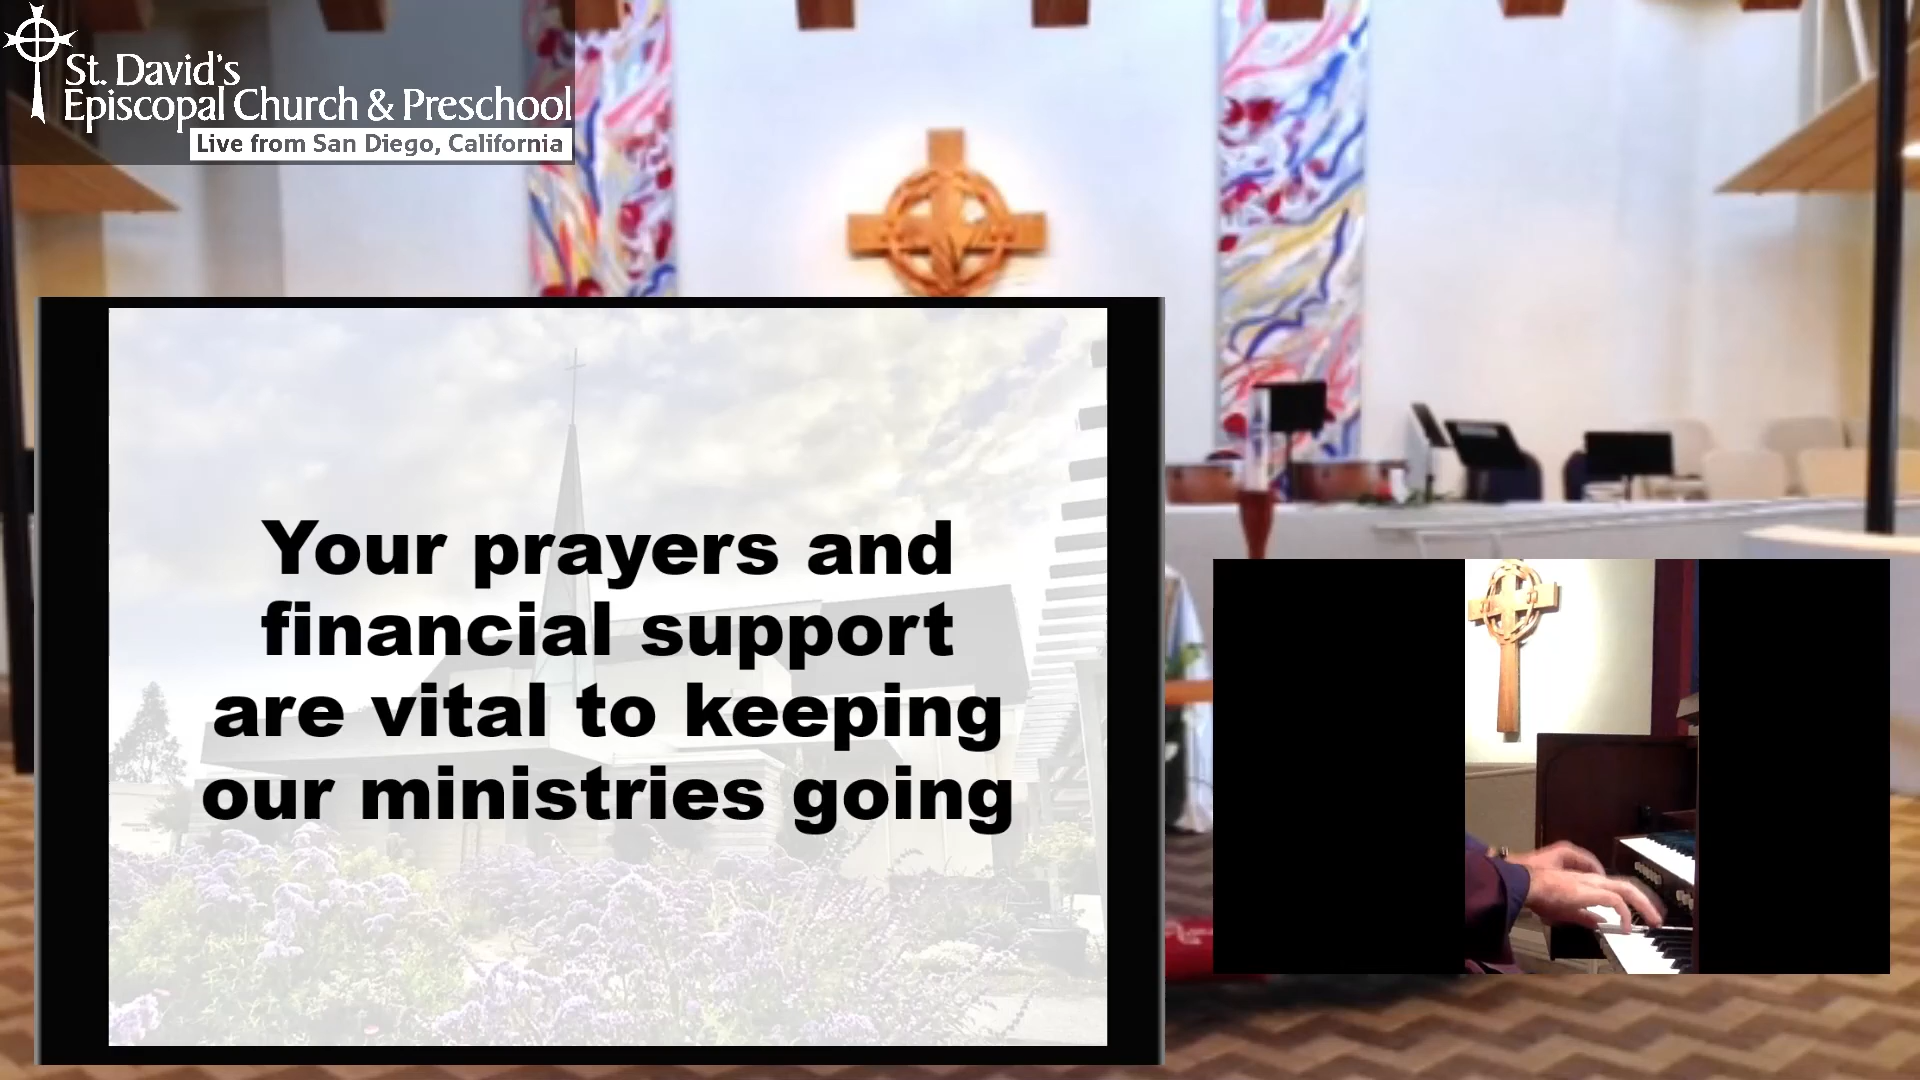 St. David's
Episcopal Church & Preschool
Live from San Diego, California
Your prayers and
financial support
are vital to keeping
our ministries going